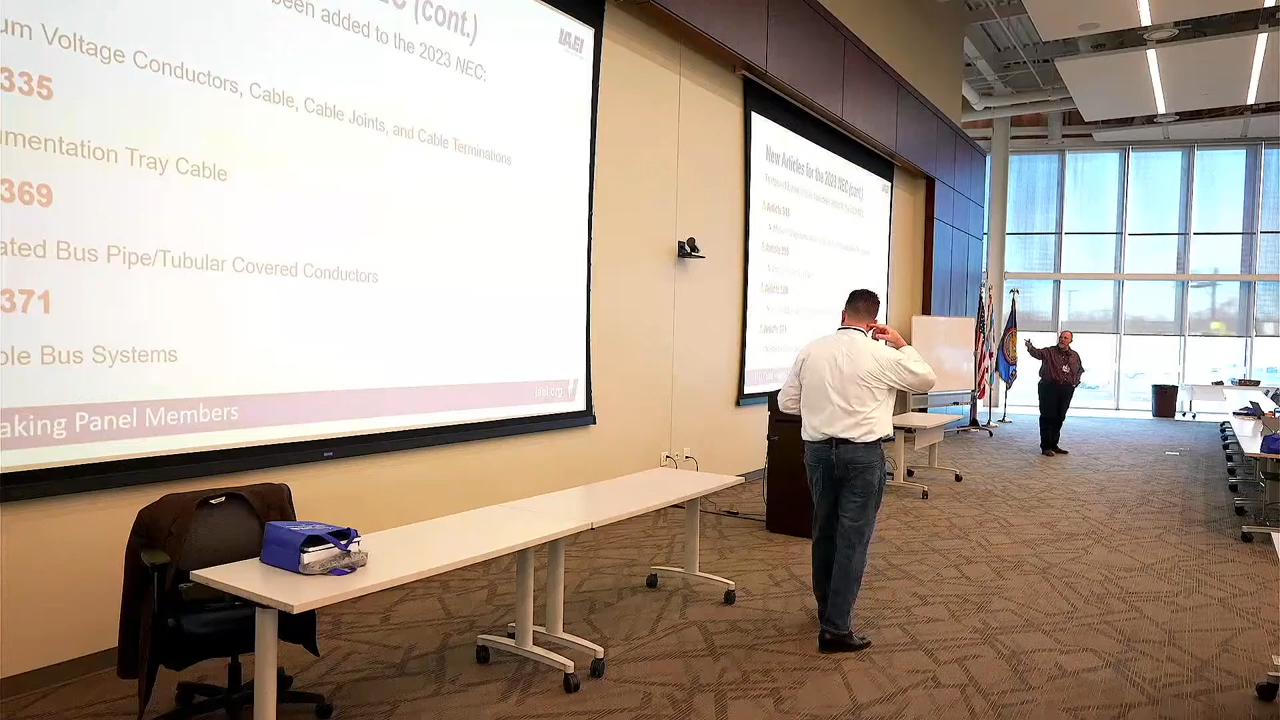 C (cont.)
been added to the 2023 NEC:
IAEI
um Voltage Conductors, Cable, Cable Joints, and Cable Terminations
335
umentation Tray Cable
369
ated Bus Pipe/Tubular Covered Conductors
371
ble Bus Systems
iaei.org
aking Panel Members
New Articles for the 2023 NEC (cont.)